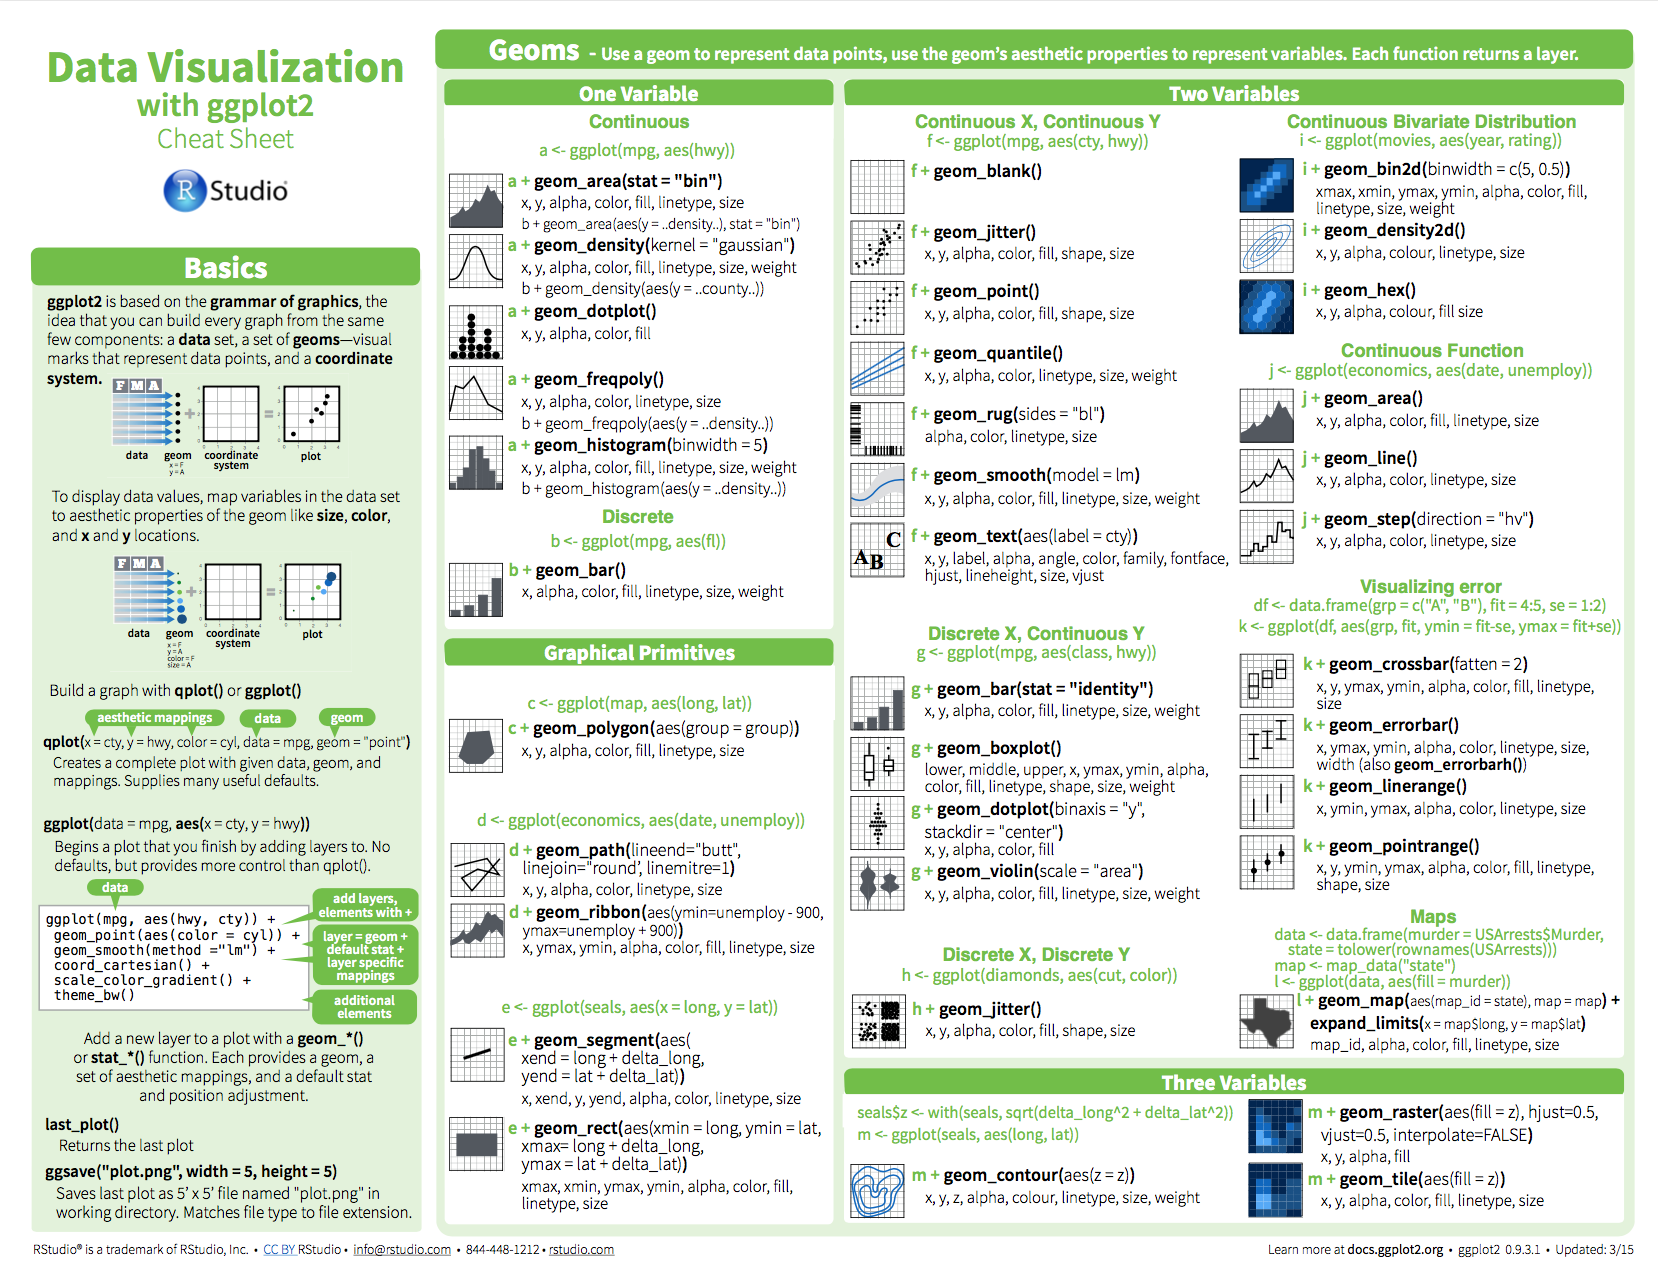 Data Visualization
with ggplot2
Cheat Sheet
R Studio®
Basics
ggplot2 is based on the grammar of graphics, the
idea that you can build every graph from the same
few components: a data set, a set of geoms—visual
marks that represent data points, and a coordinate
system.
F M A
+
=
data geom coordinate system plot
x = F
y = A
To display data values, map variables in the data set
to aesthetic properties of the geom like size, color,
and x and y locations.
F M A
+
=
data geom coordinate system plot
x = F
y = A
color = F
size = A
Build a graph with qplot() or ggplot()
aesthetic mappings data geom
qplot(x = cty, y = hwy, color = cyl, data = mpg, geom = "point")
Creates a complete plot with given data, geom, and
mappings. Supplies many useful defaults.
ggplot(data = mpg, aes(x = cty, y = hwy))
Begins a plot that you finish by adding layers to. No
defaults, but provides more control than qplot().
data
ggplot(mpg, aes(hwy, cty)) +
geom_point(aes(color = cyl)) +
geom_smooth(method ="lm") +
coord_cartesian() +
scale_color_gradient() +
theme_bw()
add layers,
elements with +
layer = geom +
default stat +
layer specific
mappings
additional
elements
Add a new layer to a plot with a geom_*()
or stat_*() function. Each provides a geom, a
set of aesthetic mappings, and a default stat
and position adjustment.
last_plot()
Returns the last plot
ggsave("plot.png", width = 5, height = 5)
Saves last plot as 5' x 5' file named "plot.png" in
working directory. Matches file type to file extension.
Geoms - Use a geom to represent data points, use the geom's aesthetic properties to represent variables. Each function returns a layer.
One Variable
Continuous
a <- ggplot(mpg, aes(hwy))
a + geom_area(stat = "bin")
x, y, alpha, color, fill, linetype, size
b + geom_area(aes(y = ..density..), stat = "bin")
a + geom_density(kernel = "gaussian")
x, y, alpha, color, fill, linetype, size, weight
b + geom_density(aes(y = ..county..))
a + geom_dotplot()
x, y, alpha, color, fill
a + geom_freqpoly()
x, y, alpha, color, linetype, size
b + geom_freqpoly(aes(y = ..density..))
a + geom_histogram(binwidth = 5)
x, y, alpha, color, fill, linetype, size, weight
b + geom_histogram(aes(y = ..density..))
Discrete
b <- ggplot(mpg, aes(fl))
b + geom_bar()
x, alpha, color, fill, linetype, size, weight
Graphical Primitives
c <- ggplot(map, aes(long, lat))
c + geom_polygon(aes(group = group))
x, y, alpha, color, fill, linetype, size
d <- ggplot(economics, aes(date, unemploy))
d + geom_path(lineend="butt",
linejoin="round', linemitre=1)
x, y, alpha, color, linetype, size
d + geom_ribbon(aes(ymin=unemploy - 900,
ymax=unemploy + 900))
x, ymax, ymin, alpha, color, fill, linetype, size
e <- ggplot(seals, aes(x = long, y = lat))
e + geom_segment(aes(
xend = long + delta_long,
yend = lat + delta_lat))
x, xend, y, yend, alpha, color, linetype, size
e + geom_rect(aes(xmin = long, ymin = lat,
xmax= long + delta_long,
ymax = lat + delta_lat))
xmax, xmin, ymax, ymin, alpha, color, fill,
linetype, size
Two Variables
Continuous X, Continuous Y
f <- ggplot(mpg, aes(cty, hwy))
f + geom_blank()
f + geom_jitter()
x, y, alpha, color, fill, shape, size
f + geom_point()
x, y, alpha, color, fill, shape, size
f + geom_quantile()
x, y, alpha, color, linetype, size, weight
f + geom_rug(sides = "bl")
alpha, color, linetype, size
f + geom_smooth(model = lm)
x, y, alpha, color, fill, linetype, size, weight
A B C
f + geom_text(aes(label = cty))
x, y, label, alpha, angle, color, family, fontface,
hjust, lineheight, size, vjust
Discrete X, Continuous Y
g <- ggplot(mpg, aes(class, hwy))
g + geom_bar(stat = "identity")
x, y, alpha, color, fill, linetype, size, weight
g + geom_boxplot()
lower, middle, upper, x, ymax, ymin, alpha,
color, fill, linetype, shape, size, weight
g + geom_dotplot(binaxis = "y",
stackdir = "center")
x, y, alpha, color, fill
g + geom_violin(scale = "area")
x, y, alpha, color, fill, linetype, size, weight
Discrete X, Discrete Y
h <- ggplot(diamonds, aes(cut, color))
h + geom_jitter()
x, y, alpha, color, fill, shape, size
Continuous Bivariate Distribution
i <- ggplot(movies, aes(year, rating))
i + geom_bin2d(binwidth = c(5, 0.5))
xmax, xmin, ymax, ymin, alpha, color, fill,
linetype, size, weight
i + geom_density2d()
x, y, alpha, colour, linetype, size
i + geom_hex()
x, y, alpha, colour, fill size
Continuous Function
j <- ggplot(economics, aes(date, unemploy))
j + geom_area()
x, y, alpha, color, fill, linetype, size
j + geom_line()
x, y, alpha, color, linetype, size
j + geom_step(direction = "hv")
x, y, alpha, color, linetype, size
Visualizing error
df <- data.frame(grp = c("A", "B"), fit = 4:5, se = 1:2)
k <- ggplot(df, aes(grp, fit, ymin = fit-se, ymax = fit+se))
k + geom_crossbar(fatten = 2)
x, y, ymax, ymin, alpha, color, fill, linetype,
size
k + geom_errorbar()
x, ymax, ymin, alpha, color, linetype, size,
width (also geom_errorbarh())
k + geom_linerange()
x, ymin, ymax, alpha, color, linetype, size
k + geom_pointrange()
x, y, ymin, ymax, alpha, color, fill, linetype,
shape, size
Maps
data <- data.frame(murder = USArrests$Murder,
state = tolower(rownames(USArrests)))
map <- map_data("state")
l <- ggplot(data, aes(fill = murder))
l + geom_map(aes(map_id = state), map = map) +
expand_limits(x = map$long, y = map$lat)
map_id, alpha, color, fill, linetype, size
Three Variables
seals$z <- with(seals, sqrt(delta_long^2 + delta_lat^2))
m <- ggplot(seals, aes(long, lat))
m + geom_contour(aes(z = z))
x, y, z, alpha, colour, linetype, size, weight
m + geom_raster(aes(fill = z), hjust=0.5,
vjust=0.5, interpolate=FALSE)
x, y, alpha, fill
m + geom_tile(aes(fill = z))
x, y, alpha, color, fill, linetype, size
RStudio® is a trademark of RStudio, Inc. • CC BY RStudio • info@rstudio.com • 844-448-1212 • rstudio.com
Learn more at docs.ggplot2.org • ggplot2 0.9.3.1 • Updated: 3/15